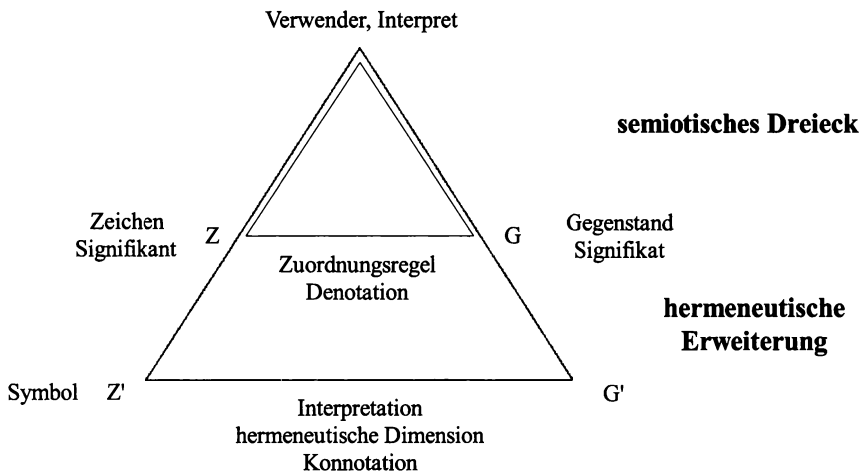 Verwender, Interpret
semiotisches Dreieck
Zeichen
Signifikant
Z
G
Gegenstand
Signifikat
Zuordnungsregel
Denotation
hermeneutische
Erweiterung
Symbol
Z'
G'
Interpretation
hermeneutische Dimension
Konnotation